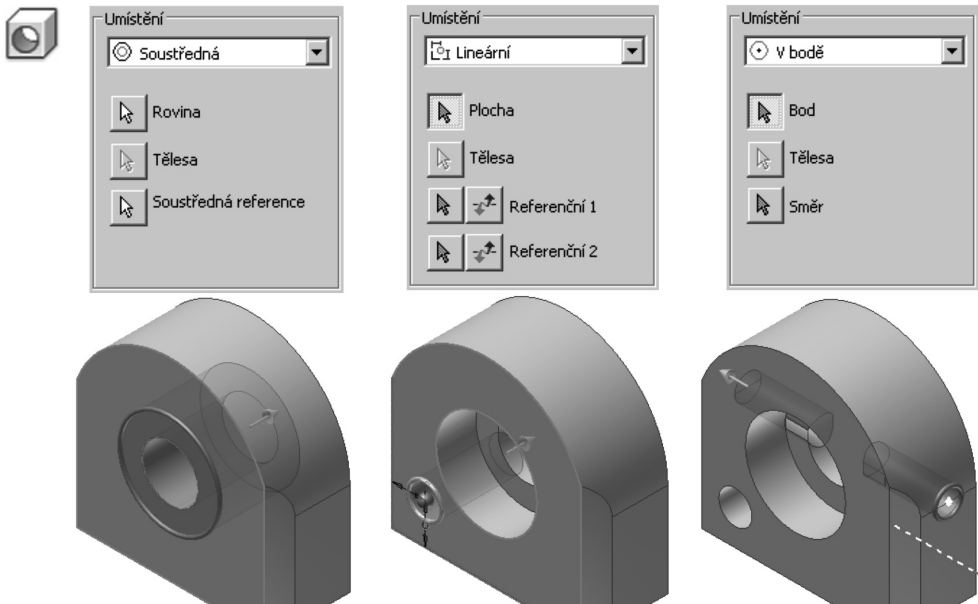 Umístění
Soustředná
Rovina
Tělesa
Soustředná reference
Umístění
Lineární
Plocha
Tělesa
Referenční 1
Referenční 2
Umístění
V bodě
Bod
Tělesa
Směr